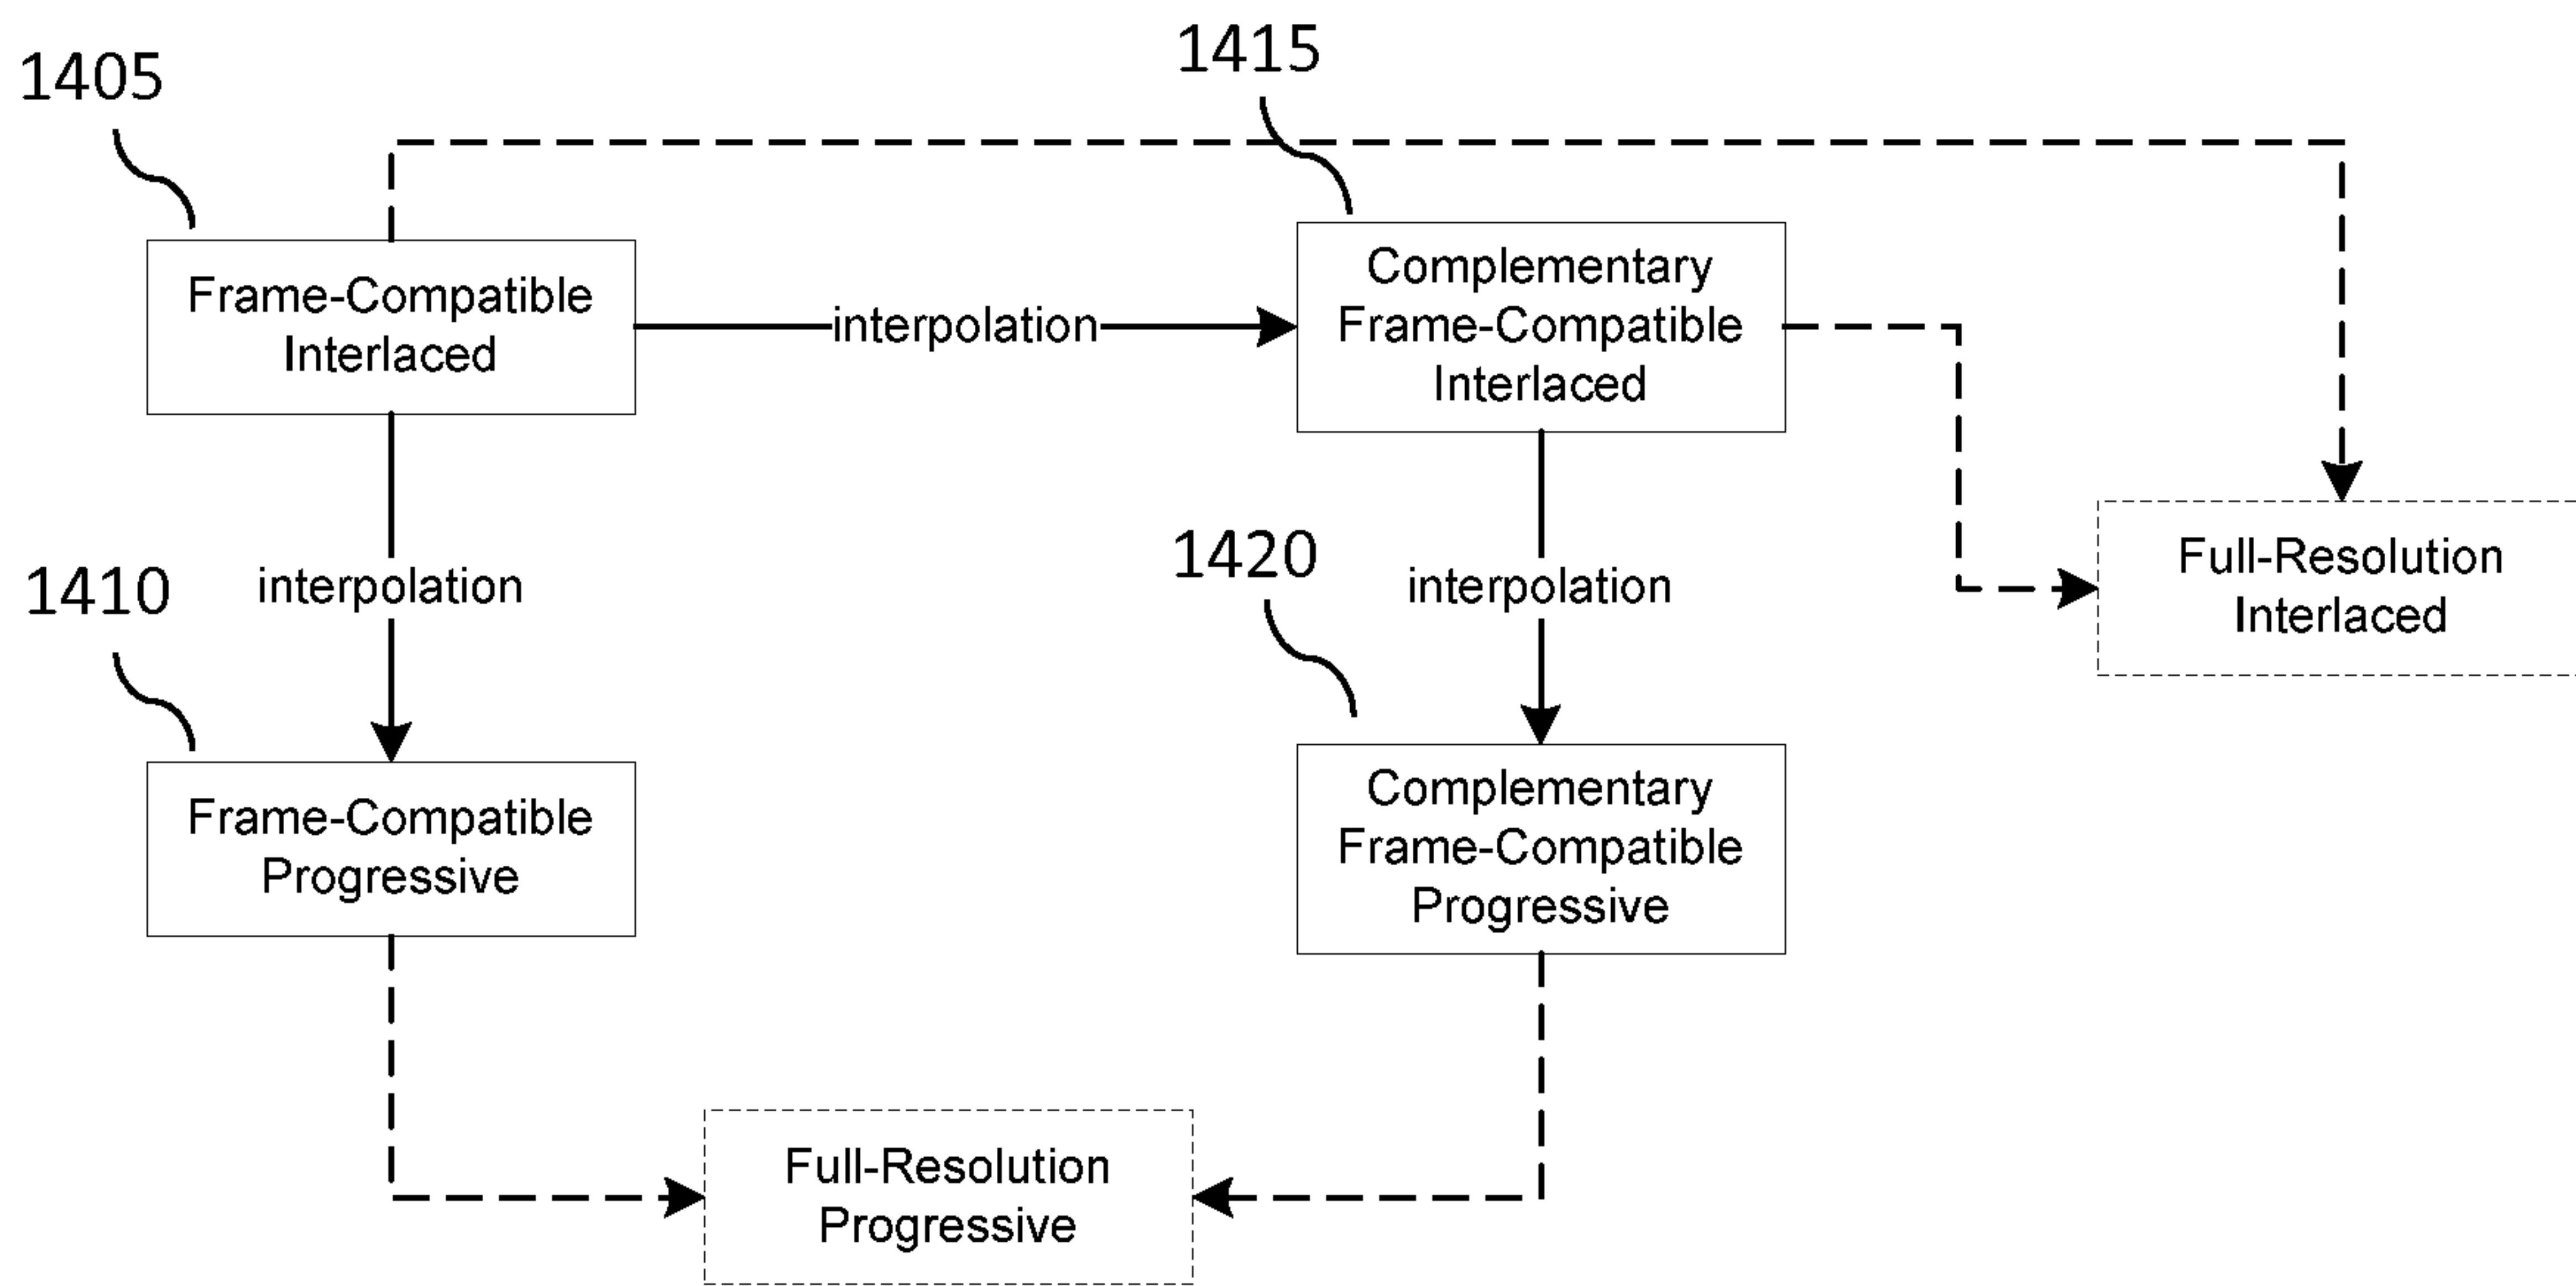 1415
1405
Frame-Compatible
Interlaced
interpolation
Complementary
Frame-Compatible
Interlaced
1410
interpolation
1420
interpolation
Full-Resolution
Interlaced
Frame-Compatible
Progressive
Complementary
Frame-Compatible
Progressive
Full-Resolution
Progressive